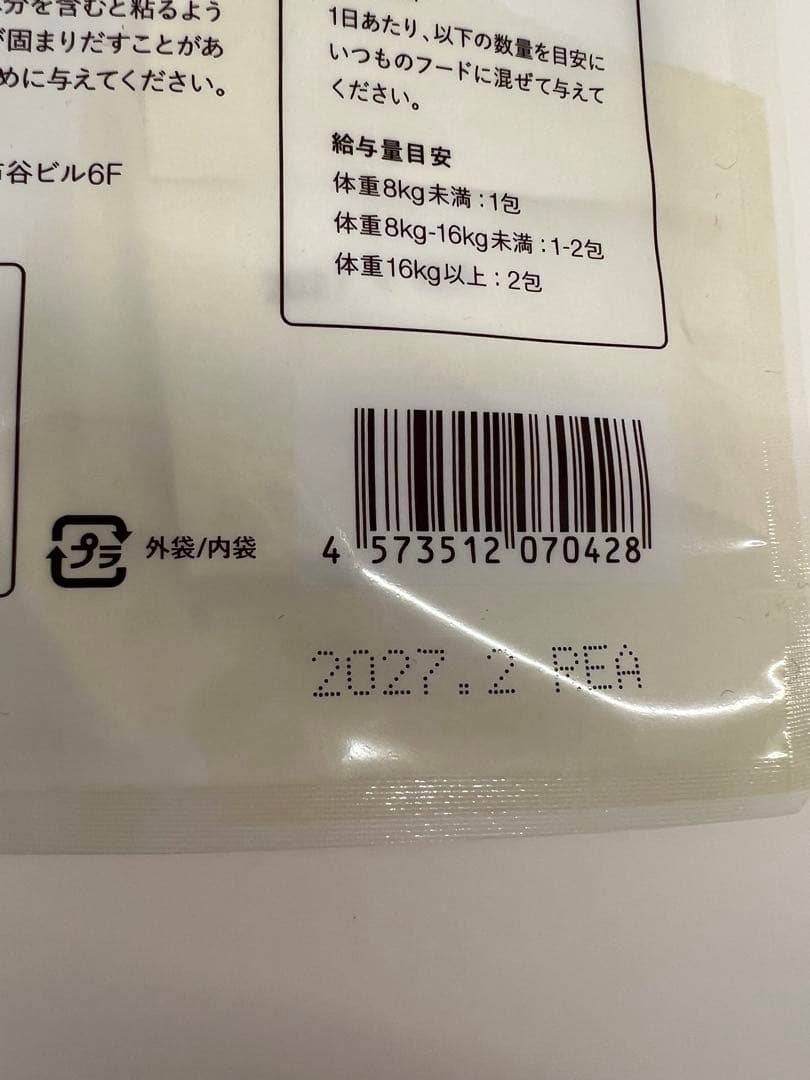 分を含むと粘るよう
が固まりだすことがあ
めに与えてください。
谷ビル6F
1日あたり、以下の数量を目安に
いつものフードに混ぜて与えて
ください。
給与量目安
体重8kg未満：1包
体重8kg-16kg未満：1-2包
体重16kg以上：2包
プラ
外袋/内袋
4 573512 070428
2027.2 REA